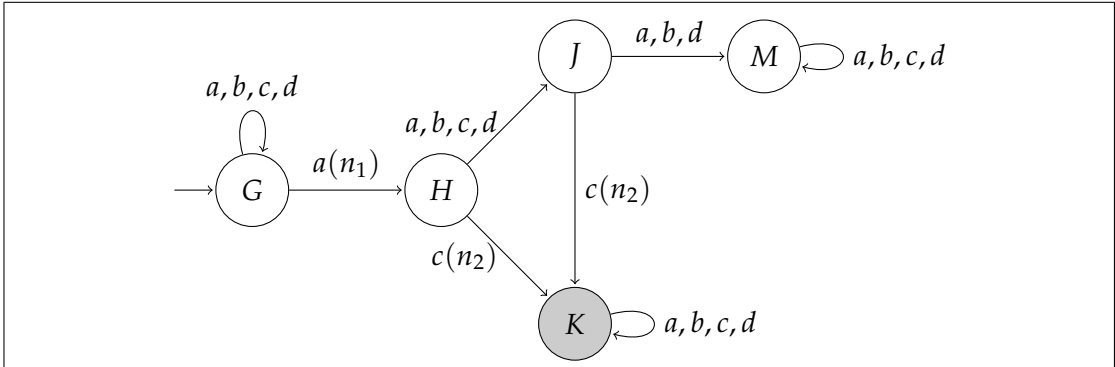 J
a, b, d
M
a, b, c, d
a, b, c, d
a, b, c, d
a(n₁)
G
H
c(n₂)
c(n₂)
K
a, b, c, d